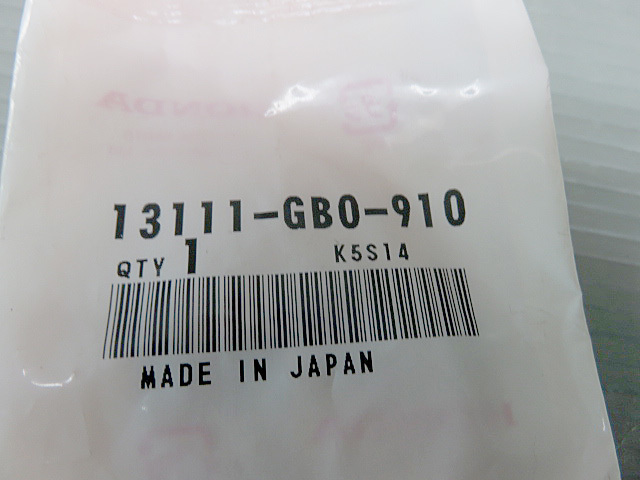 13111-GB0-910
QTY 1 K5S14
MADE IN JAPAN